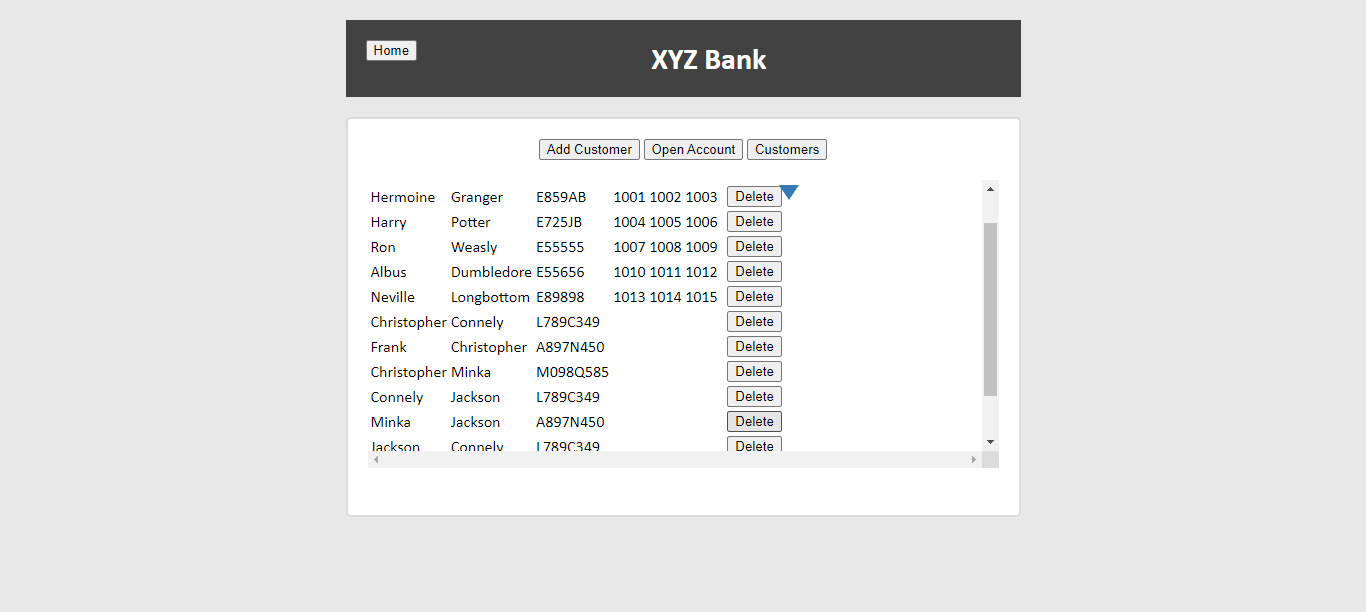 Home
XYZ Bank
Add Customer Open Account Customers
Hermoine Granger E859AB 1001 1002 1003 Delete
Harry Potter E725JB 1004 1005 1006 Delete
Ron Weasly E55555 1007 1008 1009 Delete
Albus Dumbledore E55656 1010 1011 1012 Delete
Neville Longbottom E89898 1013 1014 1015 Delete
Christopher Connely L789C349 Delete
Frank Christopher A897N450 Delete
Christopher Minka M098Q585 Delete
Connely Jackson L789C349 Delete
Minka Jackson A897N450 Delete
Jackson Connely L789C349 Delete